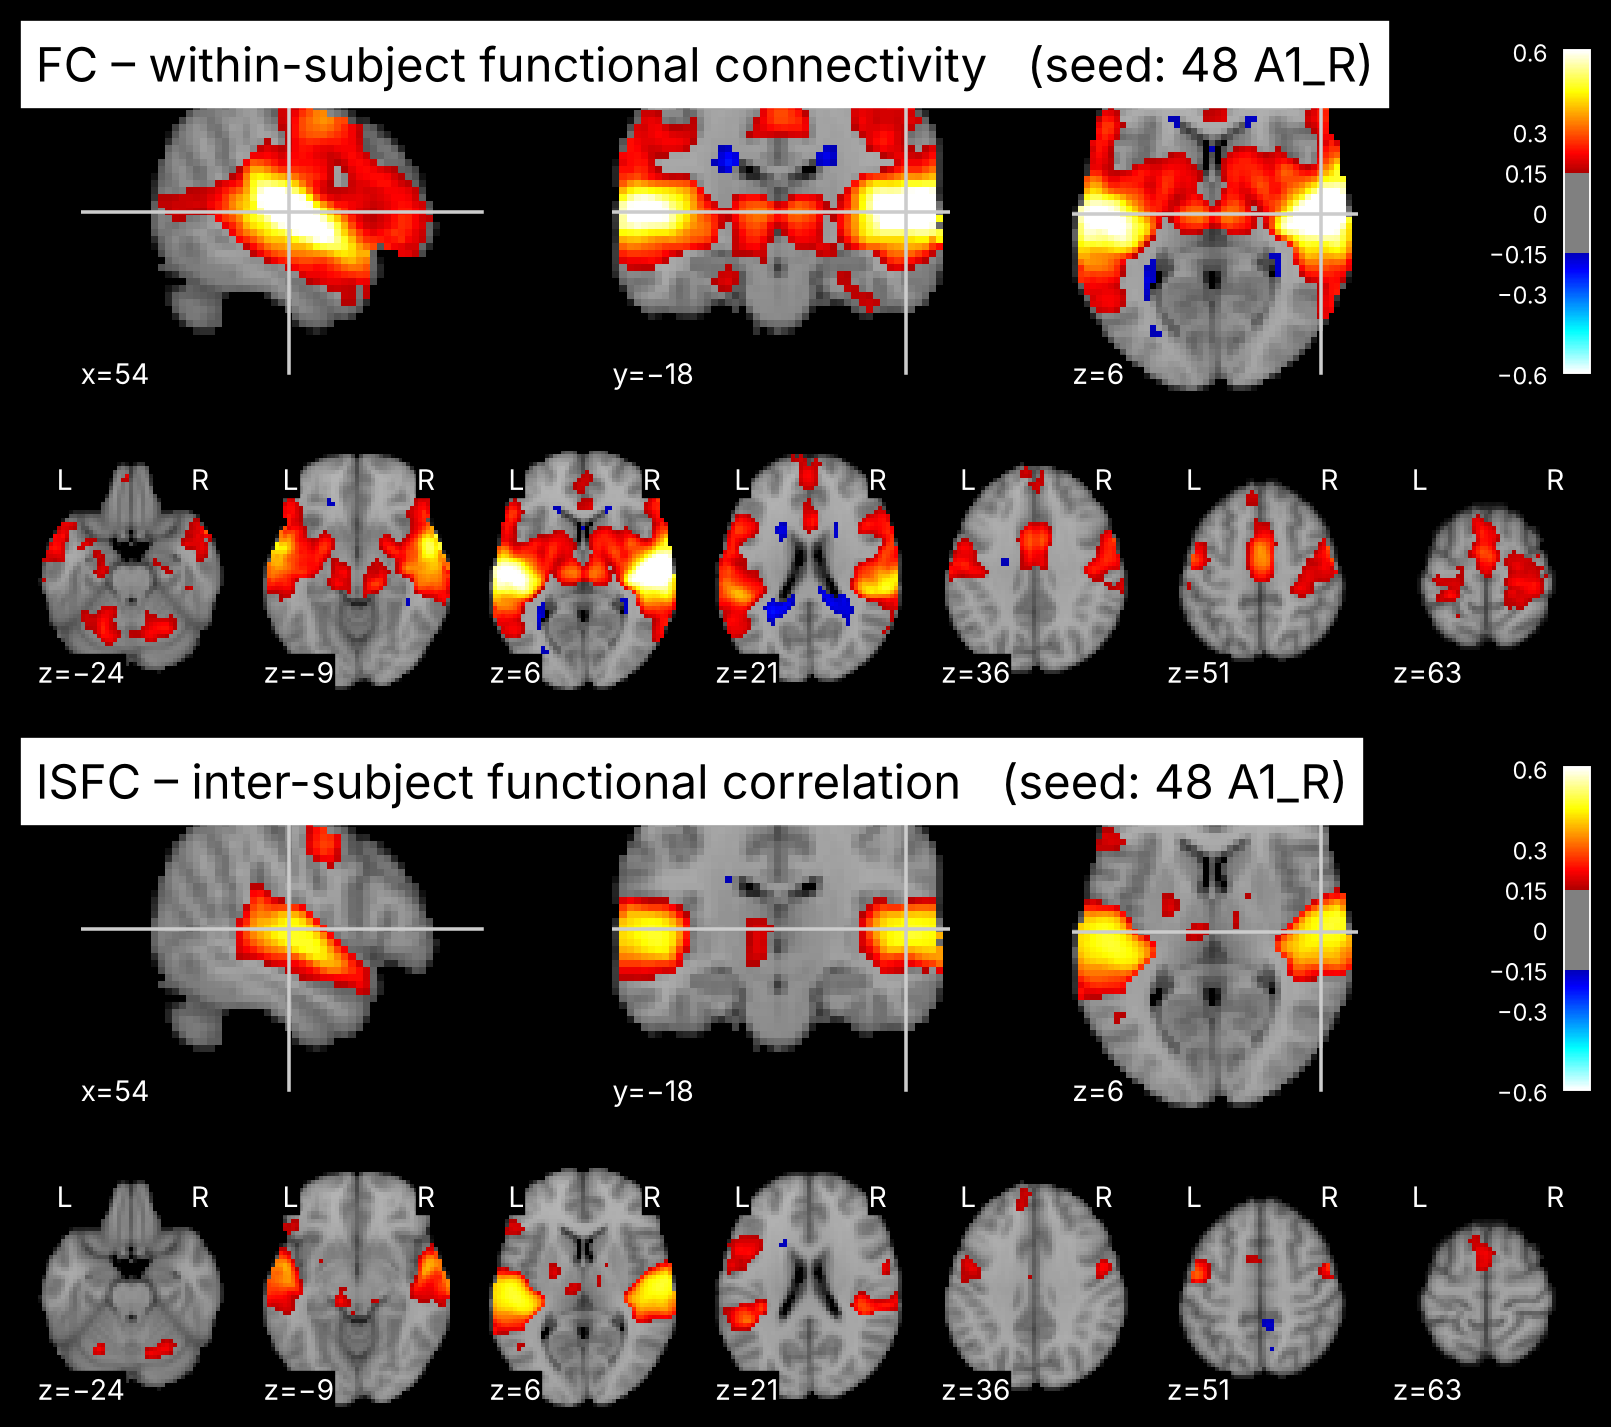 FC – within-subject functional connectivity (seed: 48 A1_R)
0.6
0.3
0.15
0
−0.15
−0.3
−0.6
x=54
y=−18
z=6
L R L R L R L R L R L R L R
z=−24 z=−9 z=6 z=21 z=36 z=51 z=63
ISFC – inter-subject functional correlation (seed: 48 A1_R)
0.6
0.3
0.15
0
−0.15
−0.3
−0.6
x=54
y=−18
z=6
L R L R L R L R L R L R L R
z=−24 z=−9 z=6 z=21 z=36 z=51 z=63